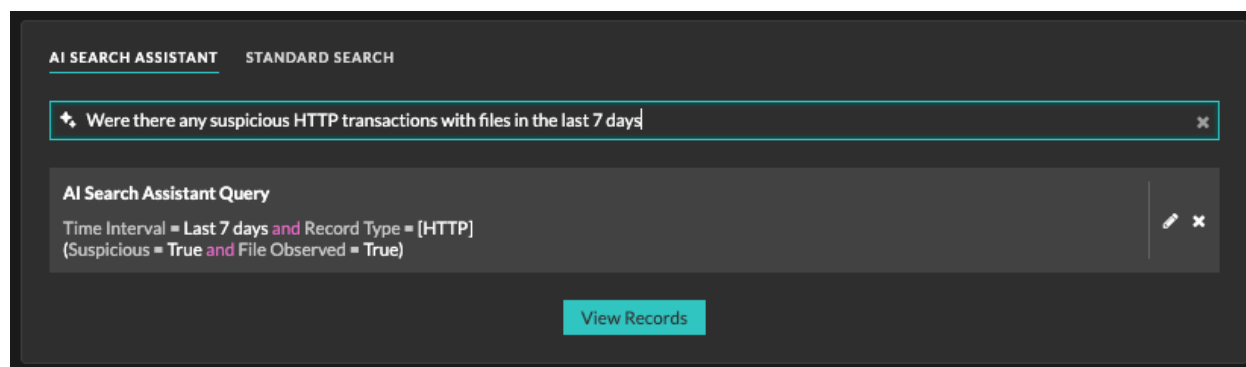 AI SEARCH ASSISTANT STANDARD SEARCH
Were there any suspicious HTTP transactions with files in the last 7 days
AI Search Assistant Query
Time Interval = Last 7 days and Record Type = [HTTP]
(Suspicious = True and File Observed = True)
View Records